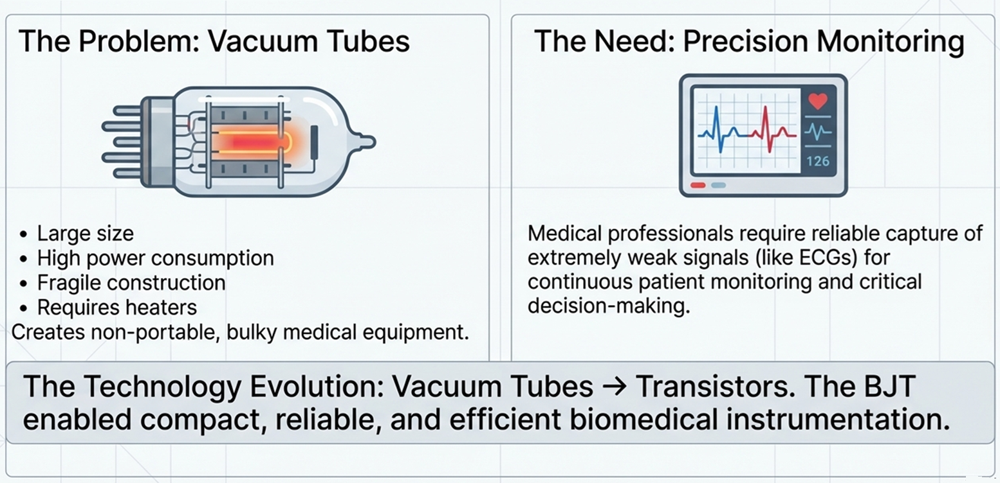 The Problem: Vacuum Tubes
• Large size
• High power consumption
• Fragile construction
• Requires heaters
Creates non-portable, bulky medical equipment.
The Need: Precision Monitoring
126
Medical professionals require reliable capture of
extremely weak signals (like ECGs) for
continuous patient monitoring and critical
decision-making.
The Technology Evolution: Vacuum Tubes → Transistors. The BJT
enabled compact, reliable, and efficient biomedical instrumentation.